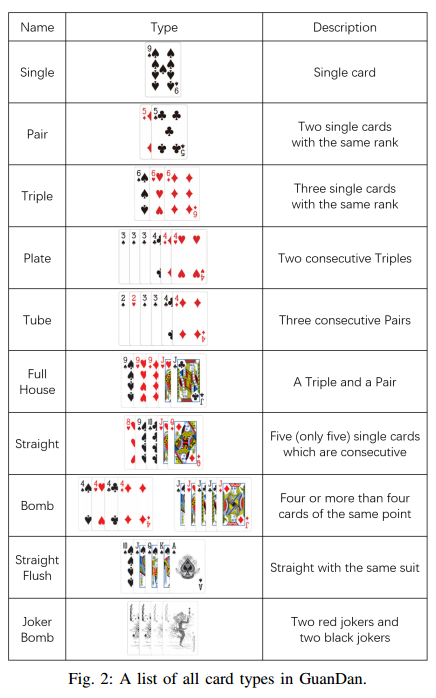 Name Type Description
Single Single card
Pair Two single cards
with the same rank
Triple Three single cards
with the same rank
Plate Two consecutive Triples
Tube Three consecutive Pairs
Full
House A Triple and a Pair
Straight Five (only five) single cards
which are consecutive
Bomb Four or more than four
cards of the same point
Straight
Flush Straight with the same suit
Joker
Bomb Two red jokers and
two black jokers
Fig. 2: A list of all card types in GuanDan.